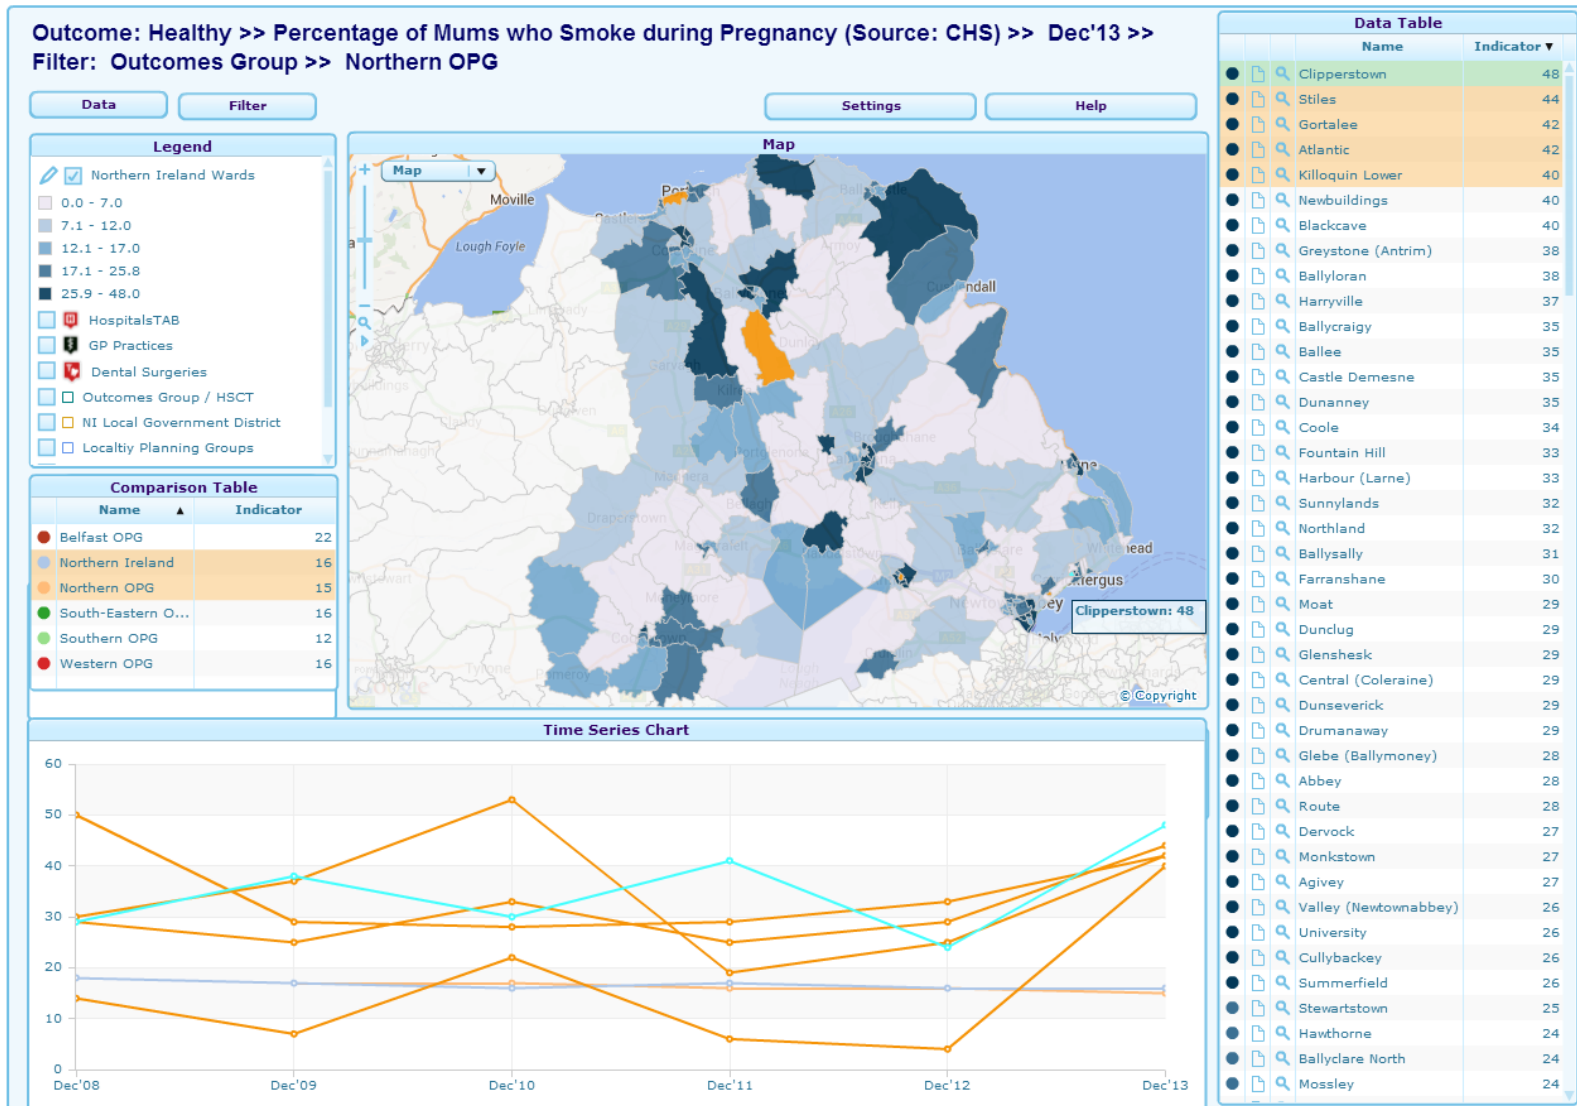 Outcome: Healthy >> Percentage of Mums who Smoke during Pregnancy (Source: CHS) >> Dec'13 >>
Filter: Outcomes Group >> Northern OPG
Data
Filter
Settings
Help
Legend
Northern Ireland Wards
0.0 - 7.0
7.1 - 12.0
12.1 - 17.0
17.1 - 25.8
25.9 - 48.0
HospitalsTAB
GP Practices
Dental Surgeries
Outcomes Group / HSCT
NI Local Government District
Localtiy Planning Groups
Comparison Table
Name ▲ Indicator
Belfast OPG 22
Northern Ireland 16
Northern OPG 15
South-Eastern O... 16
Southern OPG 12
Western OPG 16
Map
Map ▼
Moville
Lough Foyle
Armoy
Dunloy
Garvagh
Draperstown
Maghera
Moneymore
Pomeroy
Tyrone
Lough
Neagh
Clipperstown: 48
© Copyright
Time Series Chart
60
50
40
30
20
10
0
Dec'08 Dec'09 Dec'10 Dec'11 Dec'12 Dec'13
Data Table
Name Indicator ▼
Clipperstown 48
Stiles 44
Gortalee 42
Atlantic 42
Killoquin Lower 40
Newbuildings 40
Blackcave 40
Greystone (Antrim) 38
Ballyloran 38
Harryville 37
Ballycraigy 35
Ballee 35
Castle Demesne 35
Dunanney 35
Coole 34
Fountain Hill 33
Harbour (Larne) 33
Sunnylands 32
Northland 32
Ballysally 31
Farranshane 30
Moat 29
Dunclug 29
Glenshesk 29
Central (Coleraine) 29
Dunseverick 29
Drumanaway 29
Glebe (Ballymoney) 28
Abbey 28
Route 28
Dervock 27
Monkstown 27
Agivey 27
Valley (Newtownabbey) 26
University 26
Cullybackey 26
Summerfield 26
Stewartstown 25
Hawthorne 24
Ballyclare North 24
Mossley 24